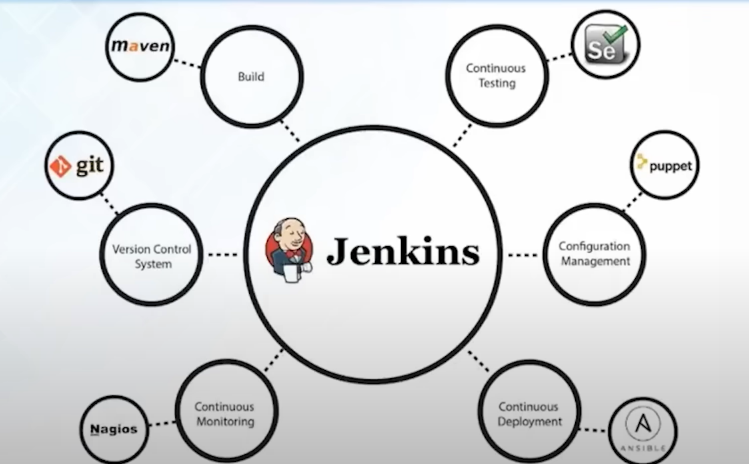 maven
Build
Continuous
Testing
Se
git
puppet
Version Control
System
Jenkins
Configuration
Management
Continuous
Monitoring
Nagios
Continuous
Deployment
A
ANSIBLE